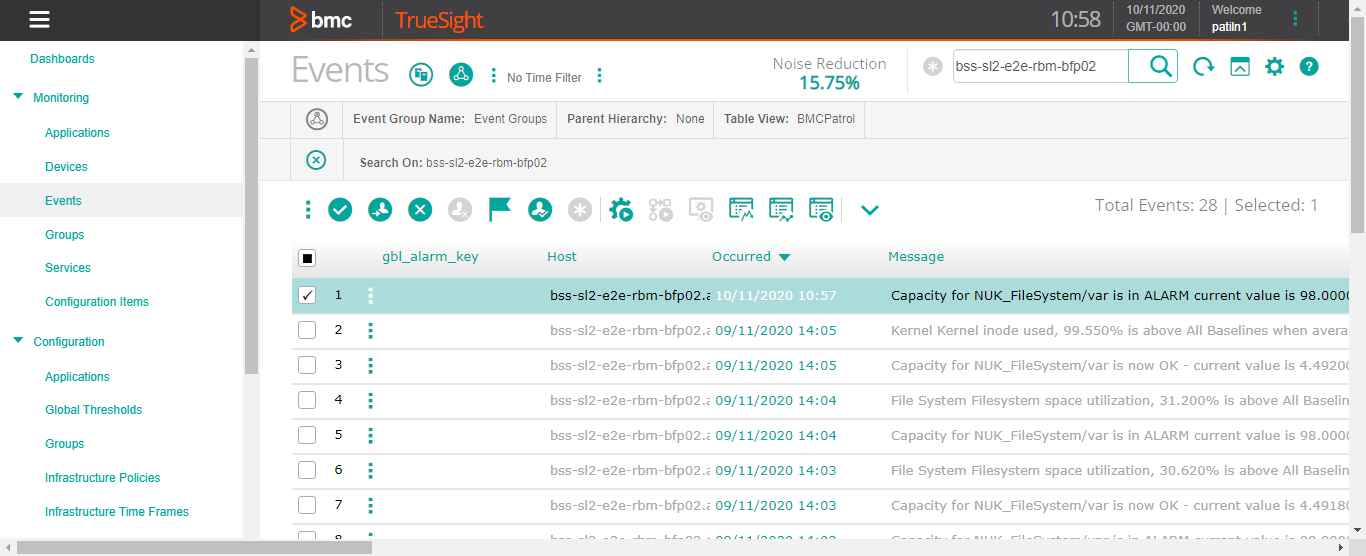 bmc TrueSight 10:58 10/11/2020 GMT-00:00 Welcome patiln1
Dashboards
Monitoring
Applications
Devices
Events
Groups
Services
Configuration Items
Configuration
Applications
Global Thresholds
Groups
Infrastructure Policies
Infrastructure Time Frames
Events No Time Filter Noise Reduction 15.75% bss-sl2-e2e-rbm-bfp02
Event Group Name: Event Groups Parent Hierarchy: None Table View: BMCPatrol
Search On: bss-sl2-e2e-rbm-bfp02
Total Events: 28 | Selected: 1
gbl_alarm_key Host Occurred Message
1 bss-sl2-e2e-rbm-bfp02.a 10/11/2020 10:57 Capacity for NUK_FileSystem/var is in ALARM current value is 98.0000
2 bss-sl2-e2e-rbm-bfp02.a 09/11/2020 14:05 Kernel Kernel inode used, 99.550% is above All Baselines when avera
3 bss-sl2-e2e-rbm-bfp02.a 09/11/2020 14:05 Capacity for NUK_FileSystem/var is now OK - current value is 4.49200
4 bss-sl2-e2e-rbm-bfp02.a 09/11/2020 14:04 File System Filesystem space utilization, 31.200% is above All Baselin
5 bss-sl2-e2e-rbm-bfp02.a 09/11/2020 14:04 Capacity for NUK_FileSystem/var is in ALARM current value is 98.0000
6 bss-sl2-e2e-rbm-bfp02.a 09/11/2020 14:03 File System Filesystem space utilization, 30.620% is above All Baselin
7 bss-sl2-e2e-rbm-bfp02.a 09/11/2020 14:03 Capacity for NUK_FileSystem/var is now OK - current value is 4.49180